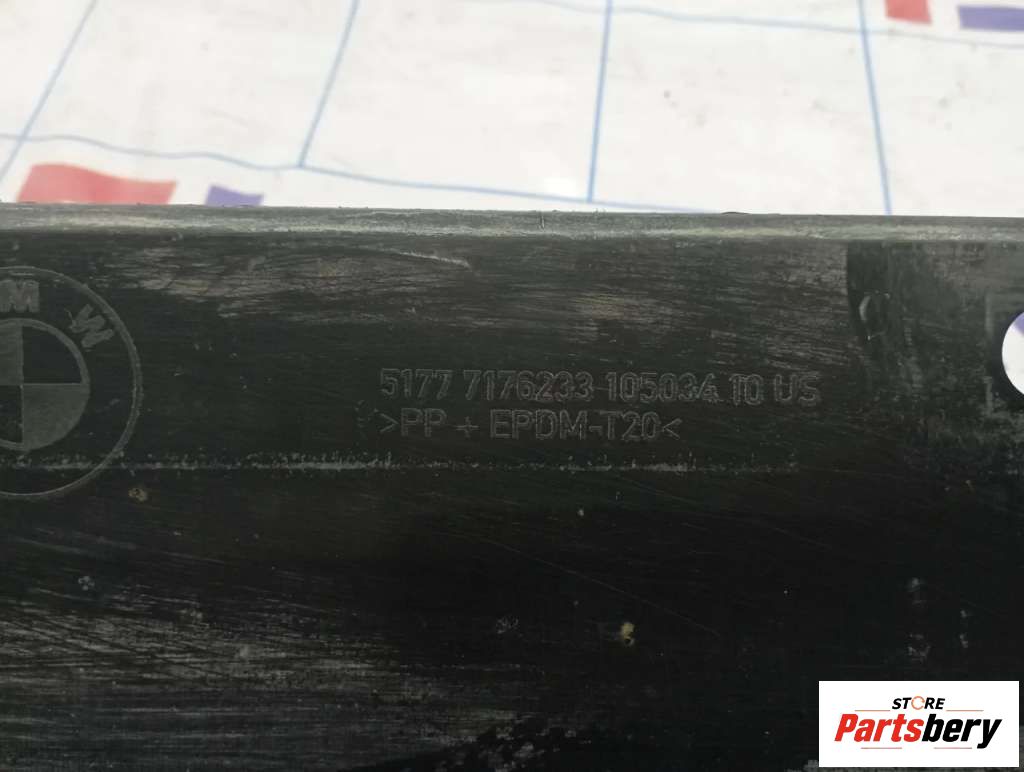 M W
5177 7176233 105034 10 US
>PP + EPDM-T20<
STORE
Partsbery